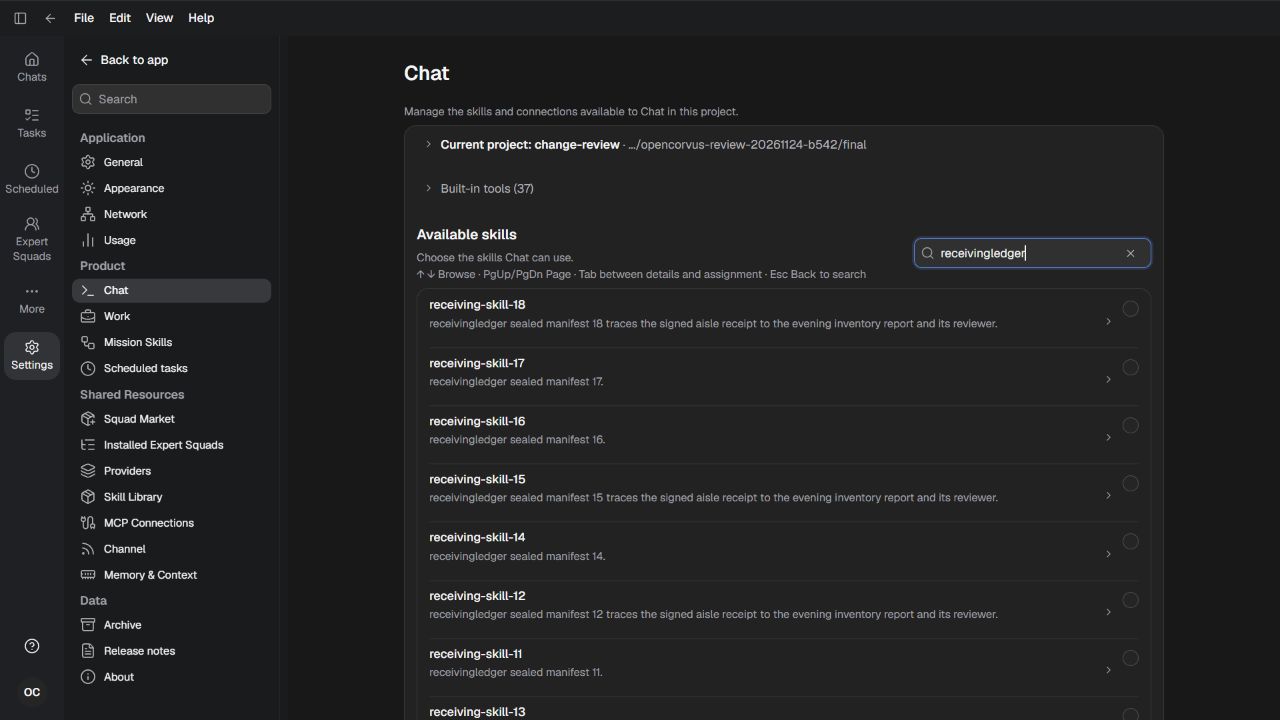 File Edit View Help
Chats
Tasks
Scheduled
Expert
Squads
More
Settings
OC
Back to app
Search
Application
General
Appearance
Network
Usage
Product
Chat
Work
Mission Skills
Scheduled tasks
Shared Resources
Squad Market
Installed Expert Squads
Providers
Skill Library
MCP Connections
Channel
Memory & Context
Data
Archive
Release notes
About
Chat
Manage the skills and connections available to Chat in this project.
Current project: change-review · .../opencorvus-review-20261124-b542/final
Built-in tools (37)
Available skills
Choose the skills Chat can use.
↑↓ Browse · PgUp/PgDn Page · Tab between details and assignment · Esc Back to search
receivingledger
receiving-skill-18
receivingledger sealed manifest 18 traces the signed aisle receipt to the evening inventory report and its reviewer.
receiving-skill-17
receivingledger sealed manifest 17.
receiving-skill-16
receivingledger sealed manifest 16.
receiving-skill-15
receivingledger sealed manifest 15 traces the signed aisle receipt to the evening inventory report and its reviewer.
receiving-skill-14
receivingledger sealed manifest 14.
receiving-skill-12
receivingledger sealed manifest 12 traces the signed aisle receipt to the evening inventory report and its reviewer.
receiving-skill-11
receivingledger sealed manifest 11.
receiving-skill-13